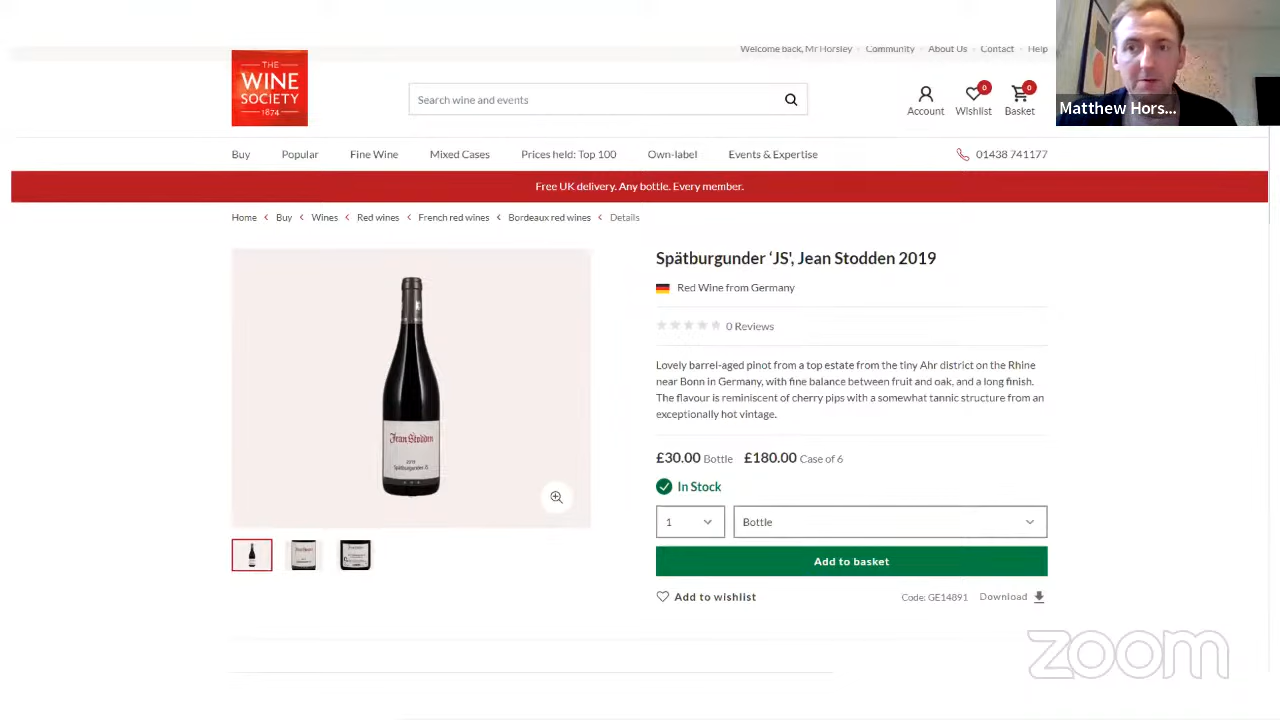 Welcome back, Mr Horsley · Community · About Us · Contact · Help
THE
WINE
SOCIETY
1874
Search wine and events
0
0
Account
Wishlist
Basket
Matthew Hors...
Buy
Popular
Fine Wine
Mixed Cases
Prices held: Top 100
Own-label
Events & Expertise
01438 741177
Free UK delivery. Any bottle. Every member.
Home < Buy < Wines < Red wines < French red wines < Bordeaux red wines < Details
Spätburgunder ‘JS', Jean Stodden 2019
Red Wine from Germany
0 Reviews
Lovely barrel-aged pinot from a top estate from the tiny Ahr district on the Rhine
near Bonn in Germany, with fine balance between fruit and oak, and a long finish.
The flavour is reminiscent of cherry pips with a somewhat tannic structure from an
exceptionally hot vintage.
£30.00 Bottle £180.00 Case of 6
In Stock
1
Bottle
Add to basket
Add to wishlist
Code: GE14891
Download
Jean Stodden
2019
Spätburgunder JS
zoom